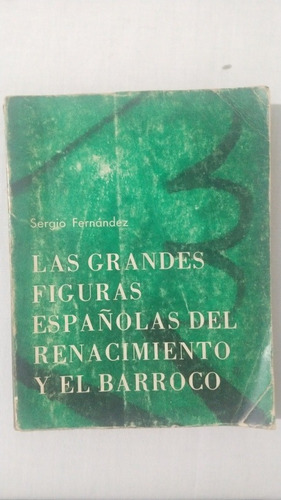 Sergio Fernández
LAS GRANDES
FIGURAS
ESPAÑOLAS DEL
RENACIMIENTO
Y EL BARROCO